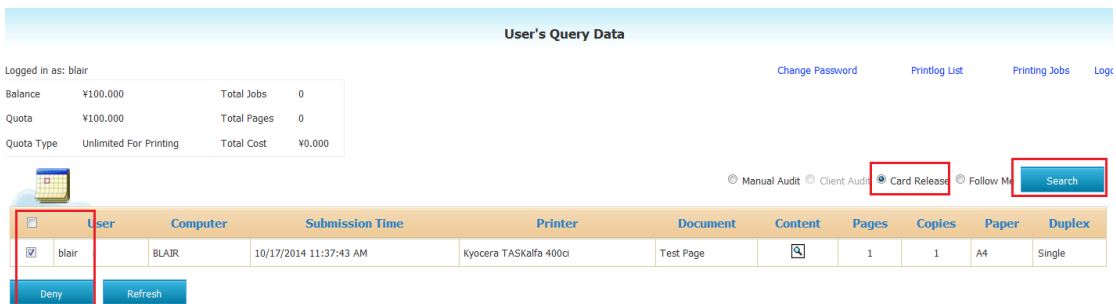 User's Query Data
Logged in as: blair Change Password Printlog List Printing Jobs
Balance ¥100.000 Total Jobs 0
Quota ¥100.000 Total Pages 0
Quota Type Unlimited For Printing Total Cost ¥0.000
Manual Audit Client Audit Card Release Follow Me Search
User Computer Submission Time Printer Document Content Pages Copies Paper Duplex
blair BLAIR 10/17/2014 11:37:43 AM Kyocera TASKalfa 400ci Test Page 1 1 A4 Single
Deny Refresh